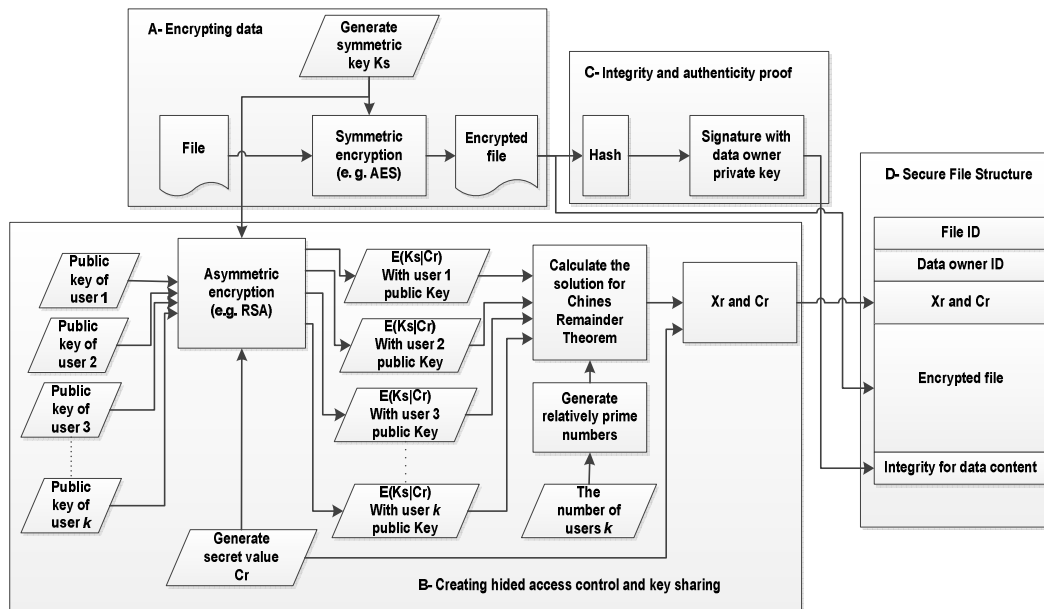 A- Encrypting data
Generate
symmetric
key Ks
File
Symmetric
encryption
(e. g. AES)
Encrypted
file
C- Integrity and authenticity proof
Hash
Signature with
data owner
private key
D- Secure File Structure
File ID
Data owner ID
Xr and Cr
Encrypted file
Integrity for data content
Public
key of
user 1
Public
key of
user 2
Public
key of
user 3
Public
key of
user k
Asymmetric
encryption
(e.g. RSA)
Generate
secret value
Cr
E(Ks|Cr)
With user 1
public Key
E(Ks|Cr)
With user 2
public Key
E(Ks|Cr)
With user 3
public Key
E(Ks|Cr)
With user k
public Key
Calculate the
solution for
Chines
Remainder
Theorem
Generate
relatively prime
numbers
The
number of
users k
Xr and Cr
B- Creating hided access control and key sharing